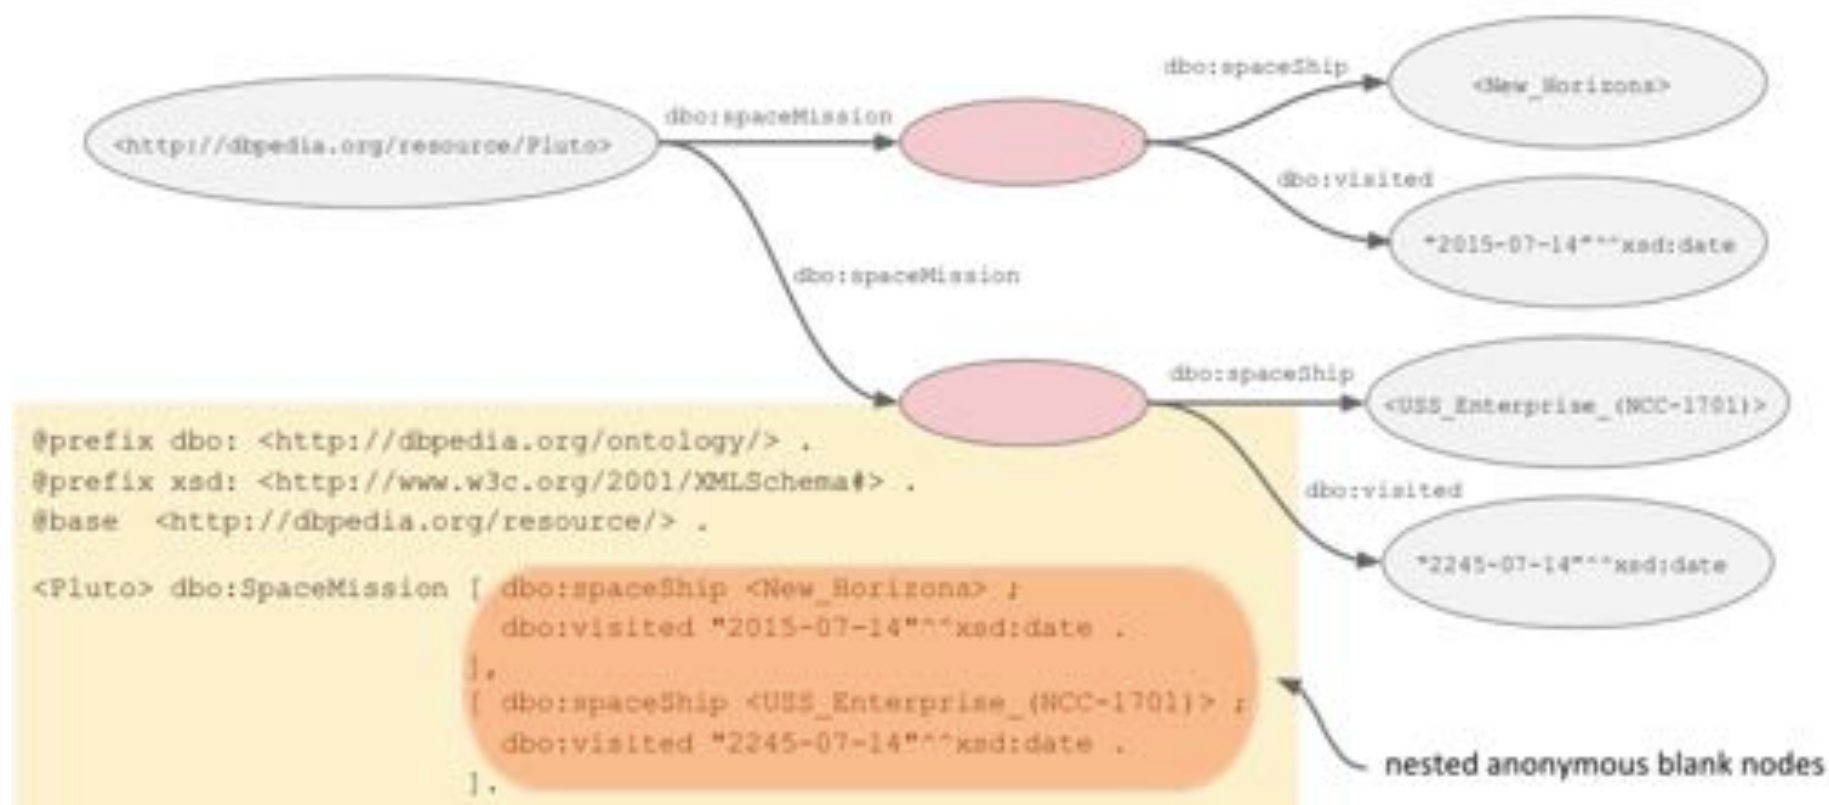 dbo:spaceShip
<New_Horizons>
dbo:spaceMission
<http://dbpedia.org/resource/Pluto>
dbo:visited
"2015-07-14"^^xsd:date
dbo:spaceMission
dbo:spaceShip
<USS_Enterprise_(NCC-1701)>
dbo:visited
"2245-07-14"^^xsd:date
@prefix dbo: <http://dbpedia.org/ontology/> .
@prefix xsd: <http://www.w3c.org/2001/XMLSchema#> .
@base <http://dbpedia.org/resource/> .
<Pluto> dbo:SpaceMission [ dbo:spaceShip <New_Horizons> ;
dbo:visited "2015-07-14"^^xsd:date .
],
[ dbo:spaceShip <USS_Enterprise_(NCC-1701)> ;
dbo:visited "2245-07-14"^^xsd:date .
].
nested anonymous blank nodes